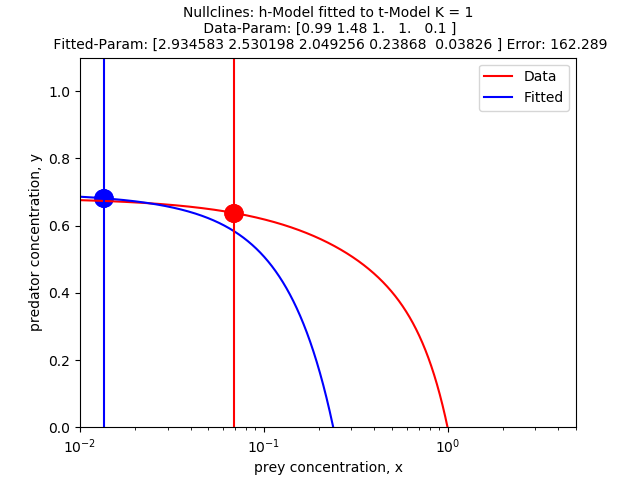 Nullclines: h-Model fitted to t-Model K = 1
Data-Param: [0.99 1.48 1.   1.   0.1 ]
Fitted-Param: [2.934583 2.530198 2.049256 0.23868  0.03826 ] Error: 162.289
Data
Fitted
predator concentration, y
1.0
0.8
0.6
0.4
0.2
0.0
10⁻²
10⁻¹
10⁰
prey concentration, x